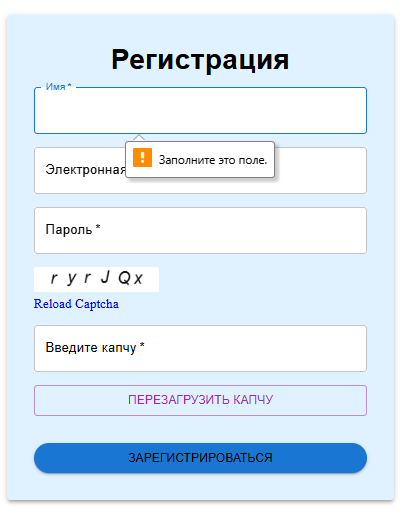 Регистрация
Имя *
Заполните это поле.
Электронная
Пароль *
r y r J Q x
Reload Captcha
Введите капчу *
ПЕРЕЗАГРУЗИТЬ КАПЧУ
ЗАРЕГИСТРИРОВАТЬСЯ